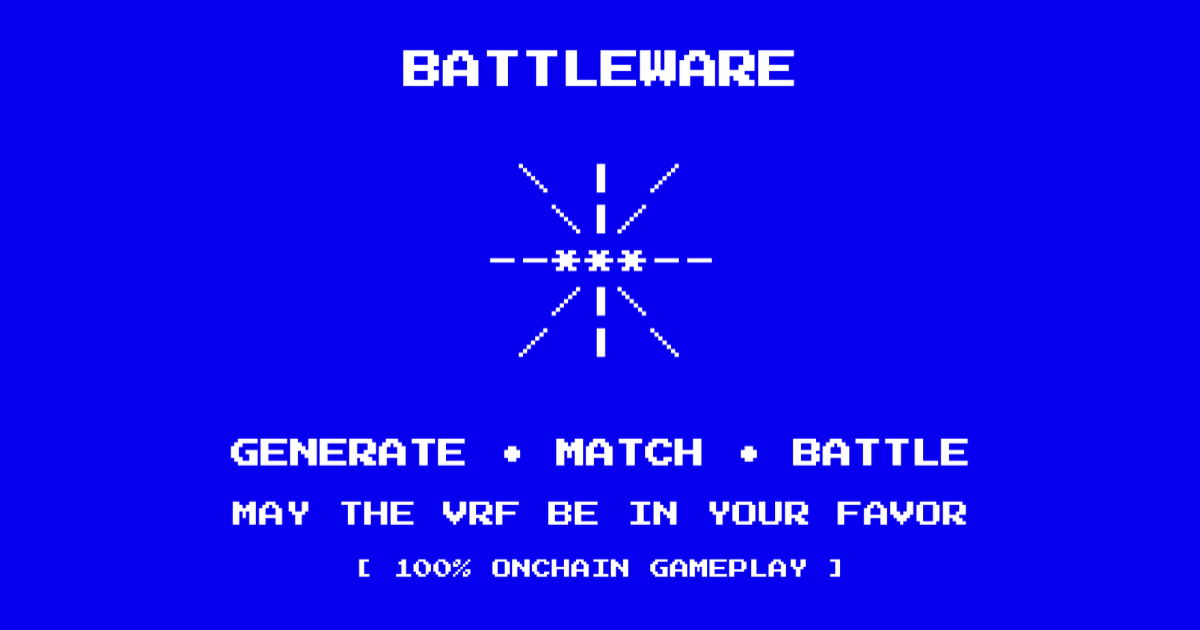 BATTLEWARE
\ | /
\ | /
--***--
/ | \
/ | \
GENERATE • MATCH • BATTLE
MAY THE VRF BE IN YOUR FAVOR
[ 100% ONCHAIN GAMEPLAY ]